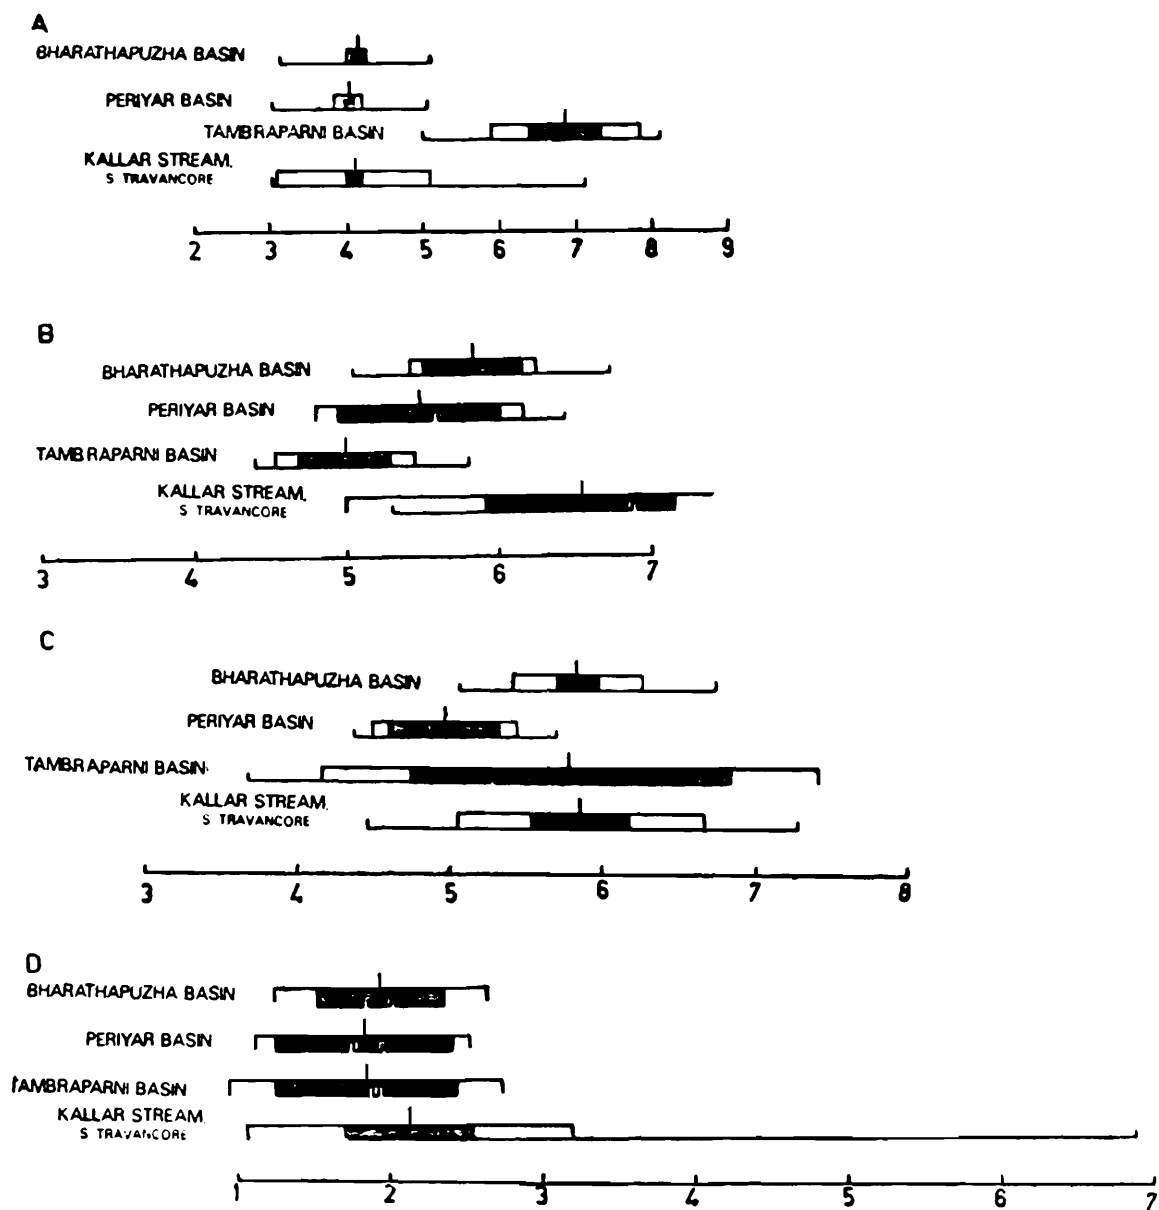 A
BHARATHAPUZHA BASIN
PERIYAR BASIN
TAMBRAPARNI BASIN
KALLAR STREAM.
S TRAVANCORE
2 3 4 5 6 7 8 9
B
BHARATHAPUZHA BASIN
PERIYAR BASIN
TAMBRAPARNI BASIN
KALLAR STREAM.
S TRAVANCORE
3 4 5 6 7
C
BHARATHAPUZHA BASIN
PERIYAR BASIN
TAMBRAPARNI BASIN
KALLAR STREAM.
S TRAVANCORE
3 4 5 6 7 8
D
BHARATHAPUZHA BASIN
PERIYAR BASIN
TAMBRAPARNI BASIN
KALLAR STREAM
S TRAVANCORE
1 2 3 4 5 6 7